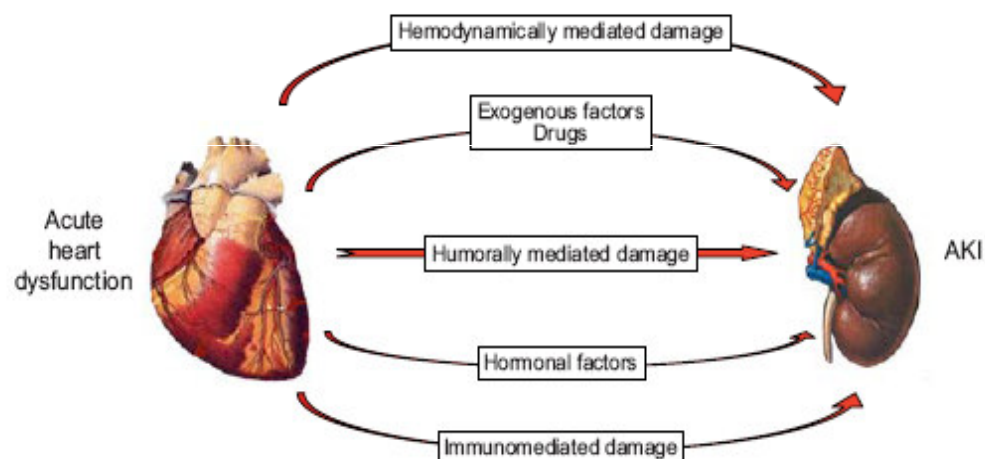 Hemodynamically mediated damage
Exogenous factors
Drugs
Acute
heart
dysfunction
Humorally mediated damage
AKI
Hormonal factors
Immunomediated damage